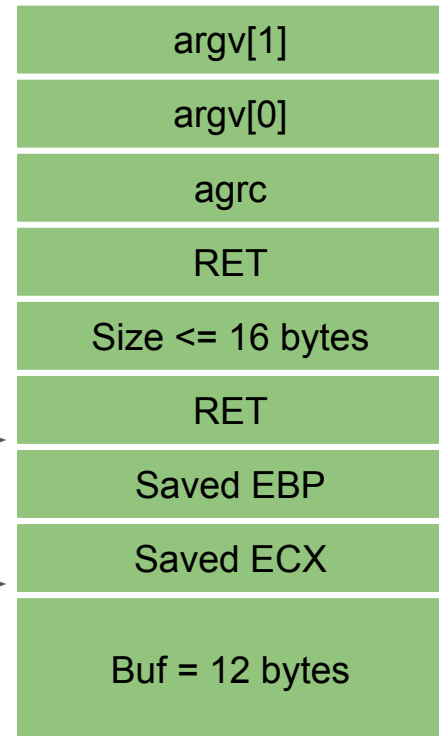 argv[1]
argv[0]
agrc
RET
Size <= 16 bytes
RET
Saved EBP
Saved ECX
Buf = 12 bytes